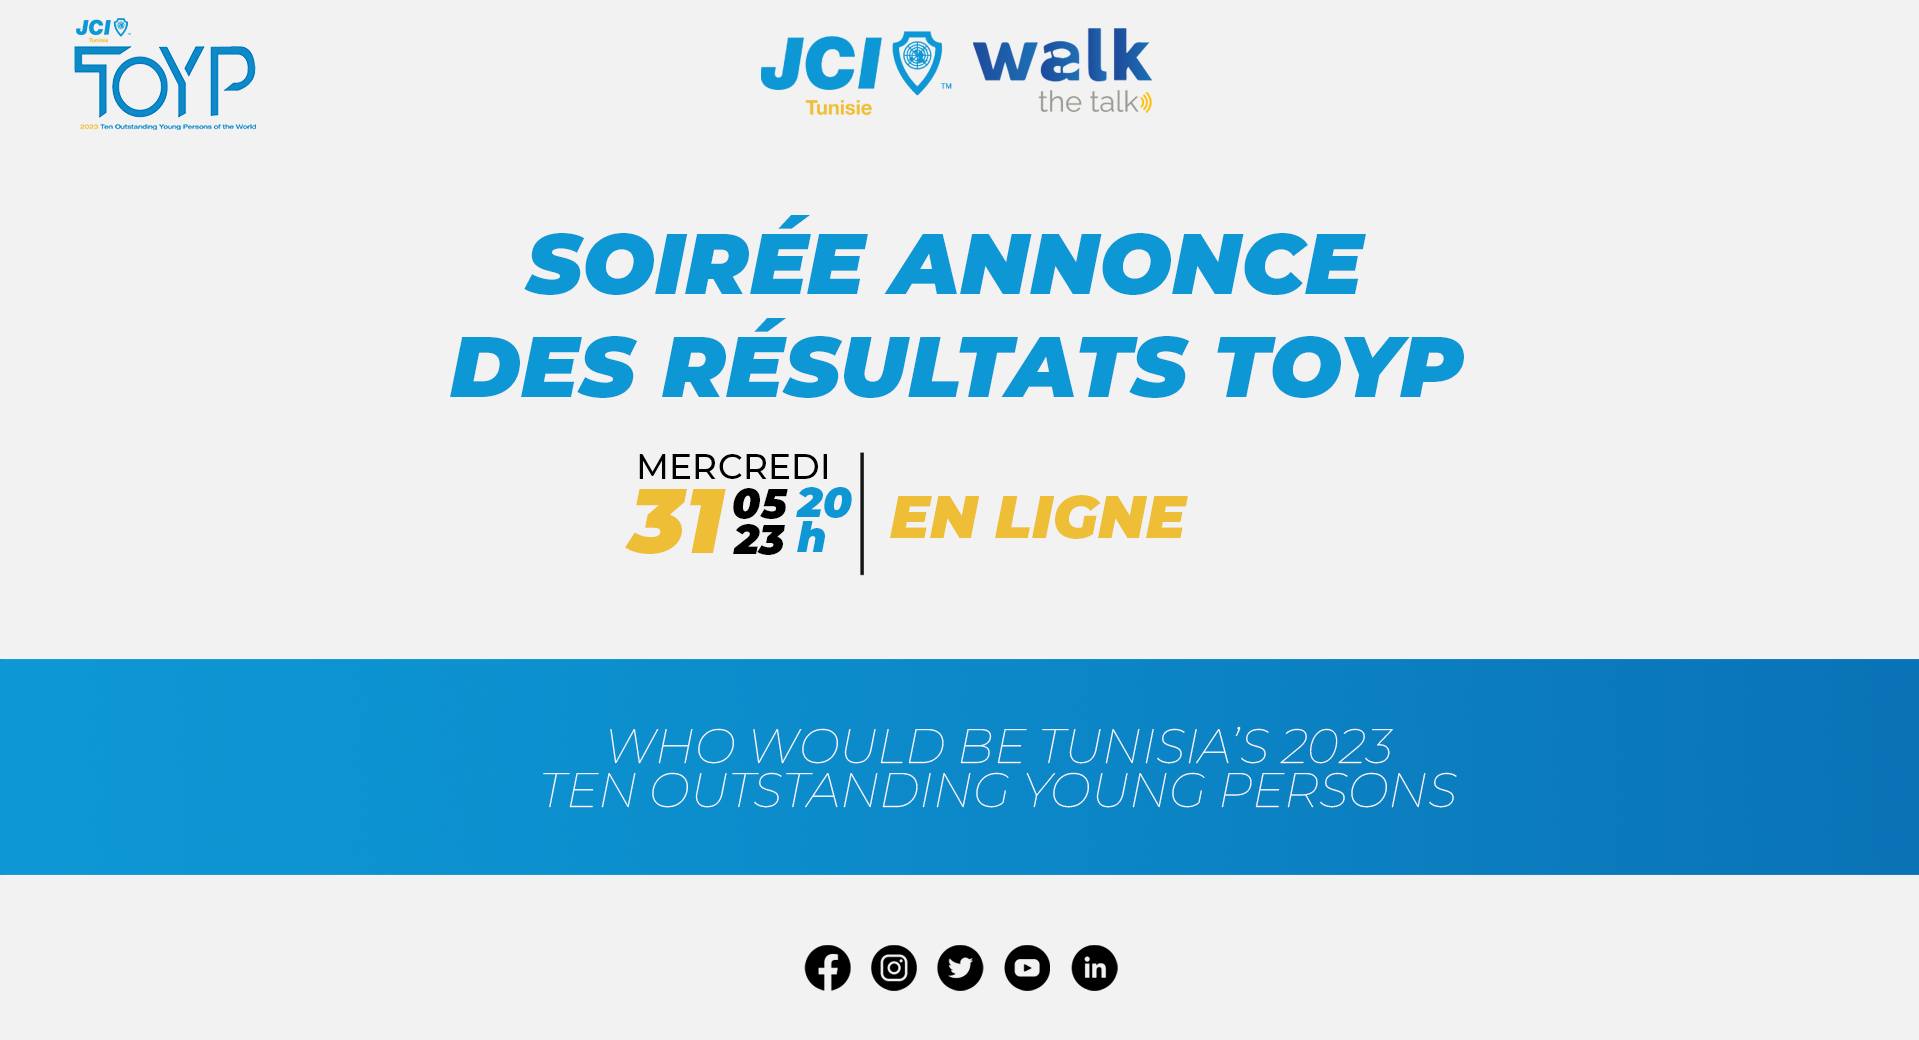 JCI
Tunisie
TOYP
2023 Ten Outstanding Young Persons of the World
JCI ™
Tunisie
walk
the talk
SOIRÉE ANNONCE
DES RÉSULTATS TOYP
MERCREDI
31 05 20
23 h
EN LIGNE
WHO WOULD BE TUNISIA’S 2023
TEN OUTSTANDING YOUNG PERSONS